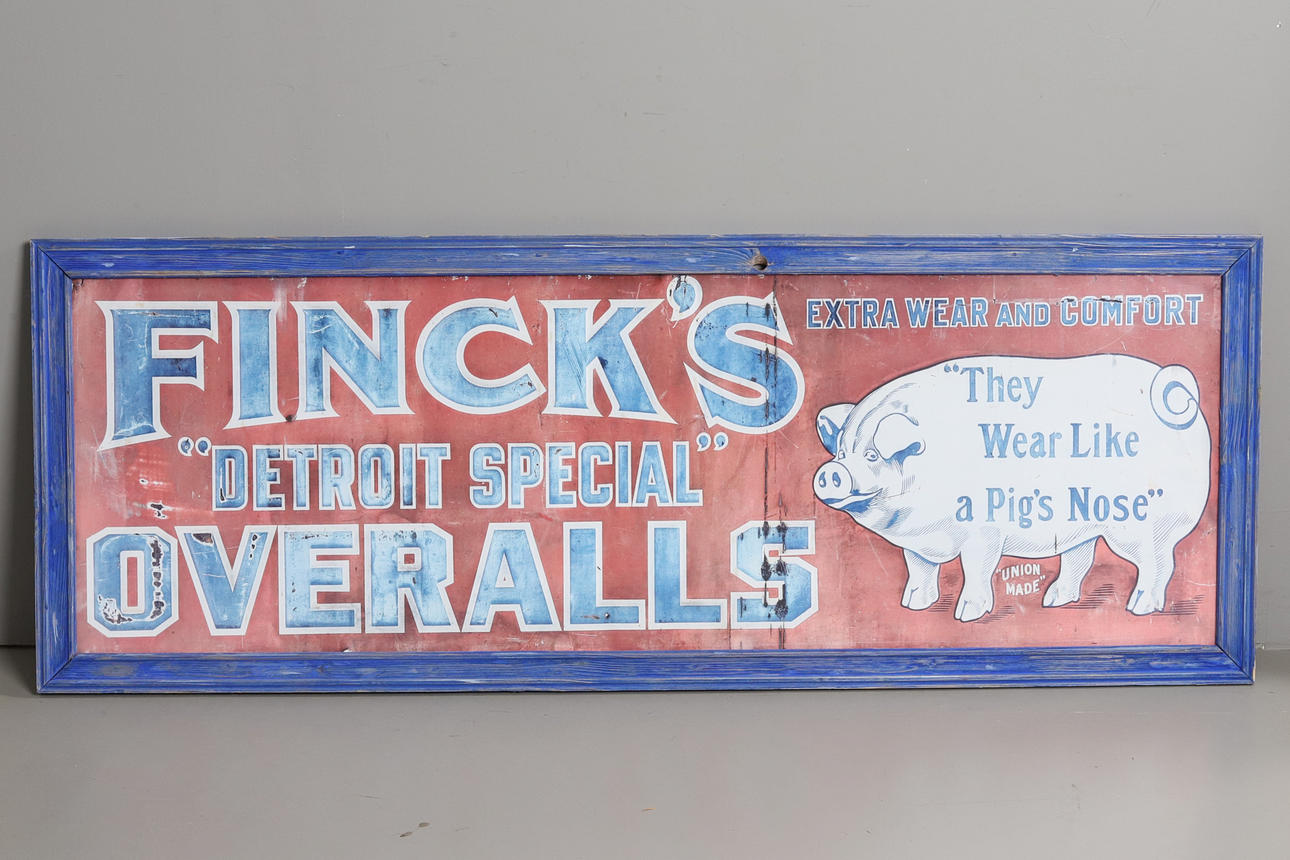 FINCK'S
"DETROIT SPECIAL"
OVERALLS
EXTRA WEAR AND COMFORT
"They
Wear Like
a Pig's Nose"
"UNION
MADE"